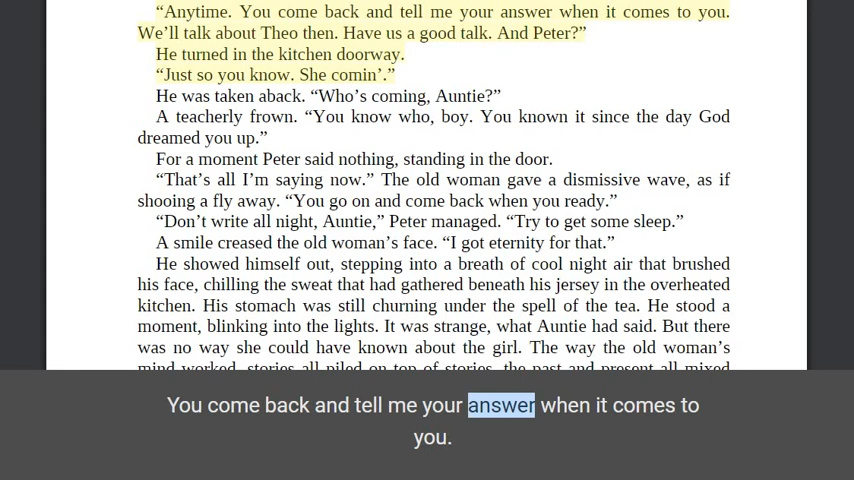 “Anytime. You come back and tell me your answer when it comes to you.
We’ll talk about Theo then. Have us a good talk. And Peter?”
He turned in the kitchen doorway.
“Just so you know. She comin’.”
He was taken aback. “Who’s coming, Auntie?”
A teacherly frown. “You know who, boy. You known it since the day God
dreamed you up.”
For a moment Peter said nothing, standing in the door.
“That’s all I’m saying now.” The old woman gave a dismissive wave, as if
shooing a fly away. “You go on and come back when you ready.”
“Don’t write all night, Auntie,” Peter managed. “Try to get some sleep.”
A smile creased the old woman’s face. “I got eternity for that.”
He showed himself out, stepping into a breath of cool night air that brushed
his face, chilling the sweat that had gathered beneath his jersey in the overheated
kitchen. His stomach was still churning under the spell of the tea. He stood a
moment, blinking into the lights. It was strange, what Auntie had said. But there
was no way she could have known about the girl. The way the old woman’s
mind worked, stories all piled on top of stories, the past and present all mixed
You come back and tell me your answer when it comes to
you.